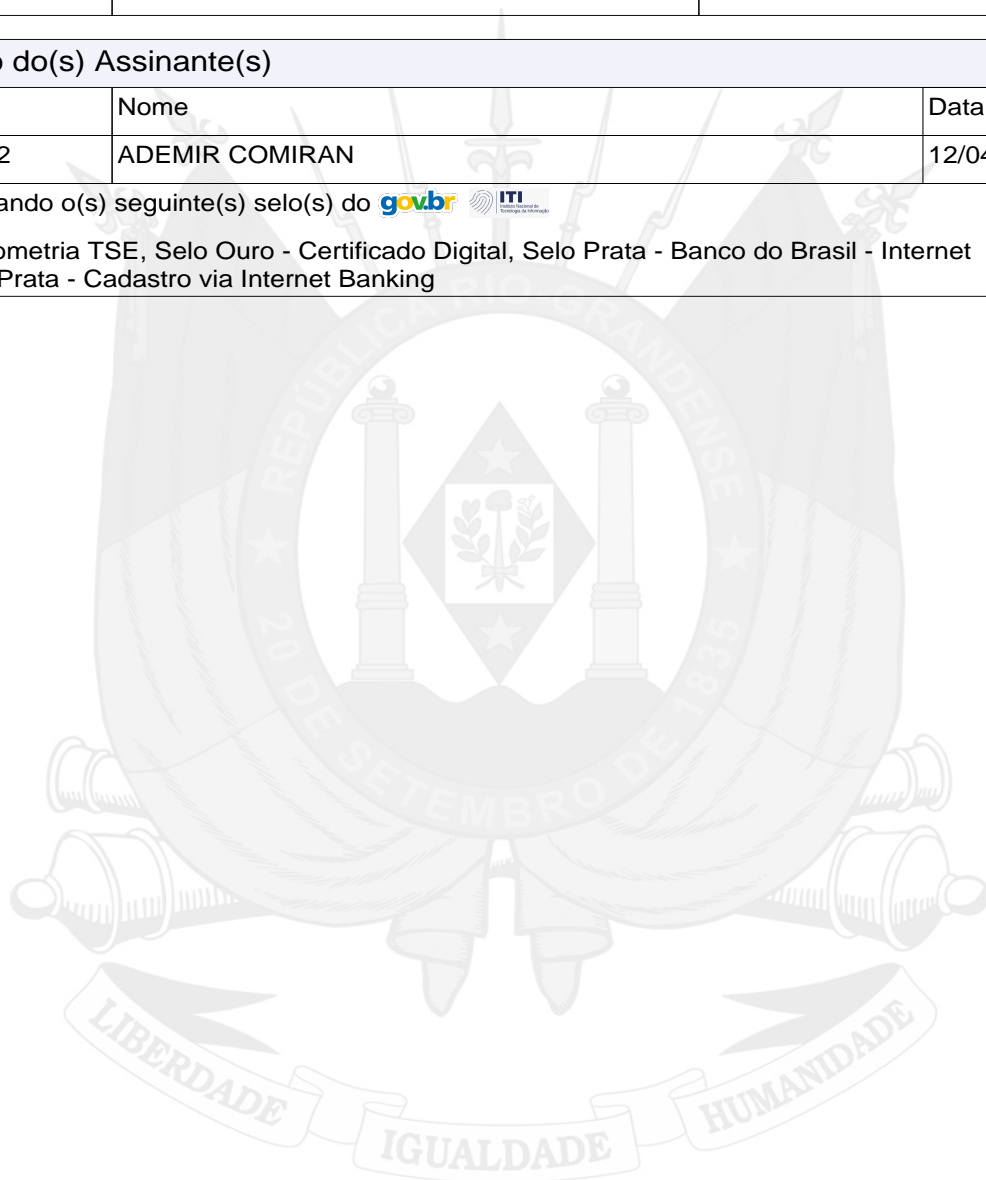 o do(s) Assinante(s)
Nome Data
2 ADEMIR COMIRAN 12/04
ando o(s) seguinte(s) selo(s) do gov.br ITI
ometria TSE, Selo Ouro - Certificado Digital, Selo Prata - Banco do Brasil - Internet
Prata - Cadastro via Internet Banking
REPÚBLICA RIO GRANDENSE
20 DE SETEMBRO DE 1835
LIBERDADE IGUALDADE HUMANIDADE